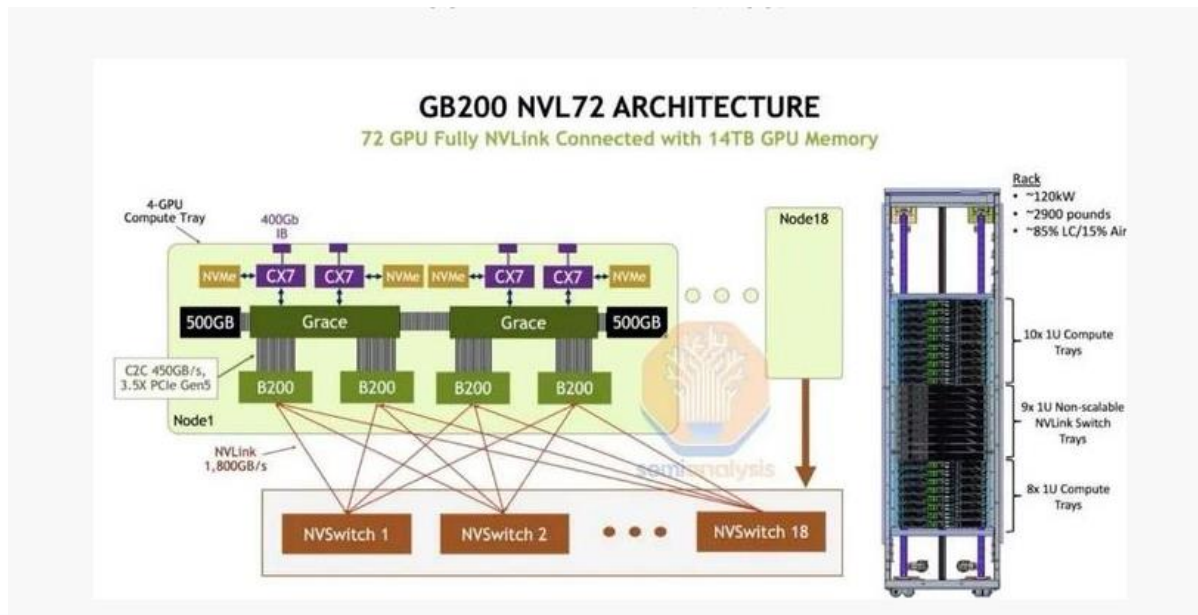 GB200 NVL72 ARCHITECTURE
72 GPU Fully NVLink Connected with 14TB GPU Memory
4-GPU
Compute Tray
400Gb
IB
NVMe
CX7
CX7
NVMe
NVMe
CX7
CX7
NVMe
500GB
Grace
Grace
500GB
C2C 450GB/s,
3.5X PCIe Gen5
B200
B200
B200
B200
Node1
NVLink
1,800GB/s
NVSwitch 1
NVSwitch 2
NVSwitch 18
Node18
semianalysis
Rack
• ~120kW
• ~2900 pounds
• ~85% LC/15% Air
10x 1U Compute
Trays
9x 1U Non-scalable
NVLink Switch
Trays
8x 1U Compute
Trays